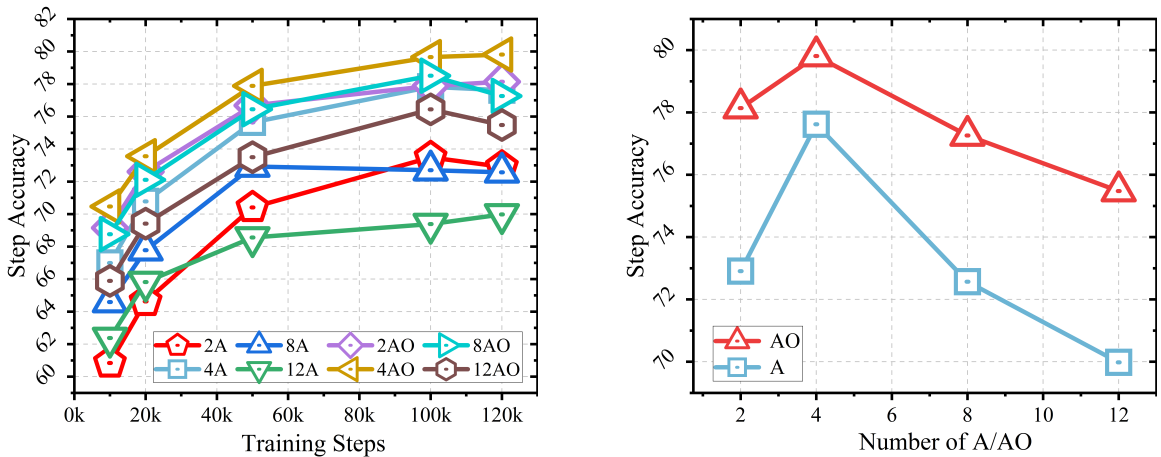 82
80
78
76
74
72
70
68
66
64
62
60
Step Accuracy
2A 8A 2AO 8AO
4A 12A 4AO 12AO
0k 20k 40k 60k 80k 100k 120k
Training Steps
80
78
76
74
72
70
Step Accuracy
AO
A
2 4 6 8 10 12
Number of A/AO